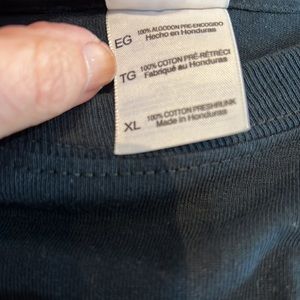 EG 100% ALGODON PRE-ENCOGIDO
Hecho en Honduras
TG 100% COTON PRÉ-RÉTRÉCI
Fabriqué au Honduras
XL 100% COTTON PRESHRUNK
Made in Honduras